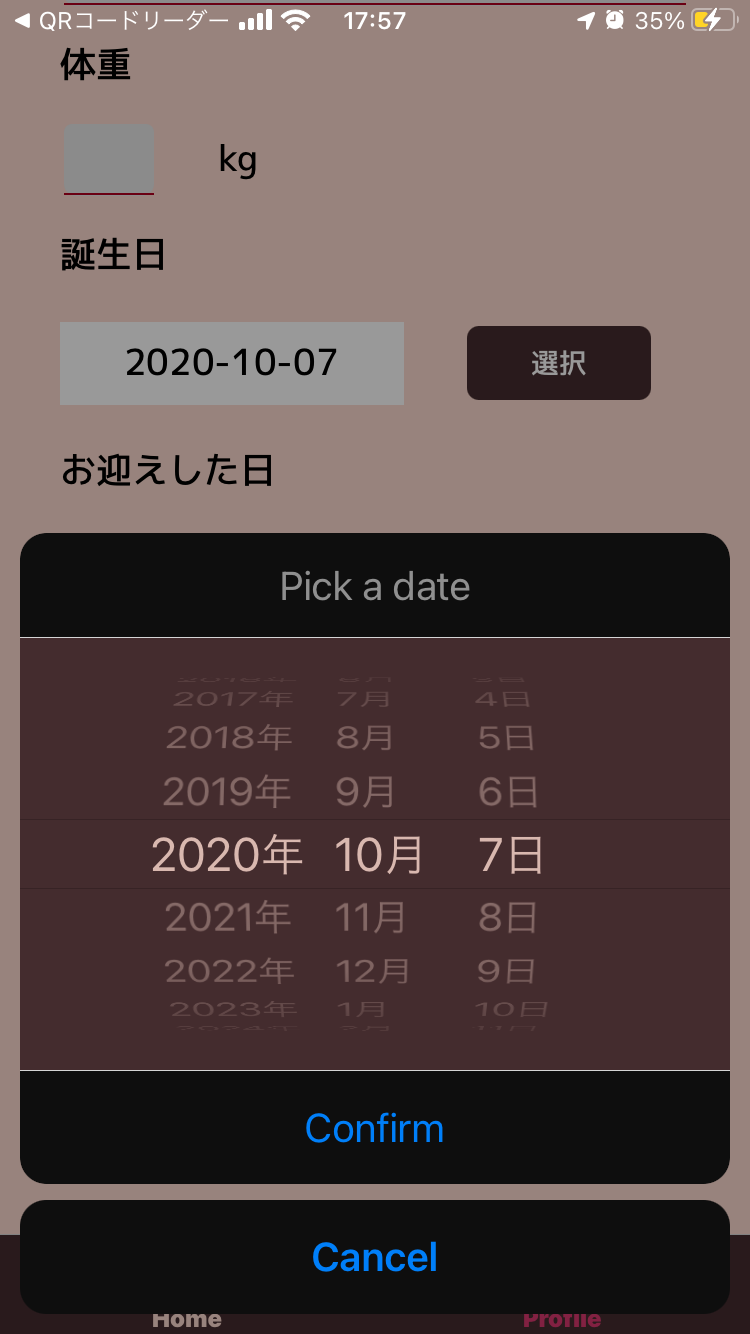 ◀ QRコードリーダー 17:57 35%
体重
kg
誕生日
2020-10-07 選択
お迎えした日
Pick a date
2017年 7月 4日
2018年 8月 5日
2019年 9月 6日
2020年 10月 7日
2021年 11月 8日
2022年 12月 9日
2023年 1月 10日
Confirm
Cancel
Home Profile